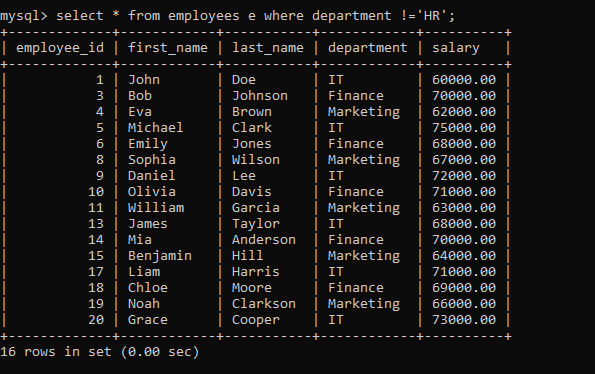 mysql> select * from employees e where department !='HR';
+-------------+------------+-----------+------------+----------+
| employee_id | first_name | last_name | department | salary   |
+-------------+------------+-----------+------------+----------+
|           1 | John       | Doe       | IT         | 60000.00 |
|           3 | Bob        | Johnson   | Finance    | 70000.00 |
|           4 | Eva        | Brown     | Marketing  | 62000.00 |
|           5 | Michael    | Clark     | IT         | 75000.00 |
|           6 | Emily      | Jones     | Finance    | 68000.00 |
|           8 | Sophia     | Wilson    | Marketing  | 67000.00 |
|           9 | Daniel     | Lee       | IT         | 72000.00 |
|          10 | Olivia     | Davis     | Finance    | 71000.00 |
|          11 | William    | Garcia    | Marketing  | 63000.00 |
|          13 | James      | Taylor    | IT         | 68000.00 |
|          14 | Mia        | Anderson  | Finance    | 70000.00 |
|          15 | Benjamin   | Hill      | Marketing  | 64000.00 |
|          17 | Liam       | Harris    | IT         | 71000.00 |
|          18 | Chloe      | Moore     | Finance    | 69000.00 |
|          19 | Noah       | Clarkson  | Marketing  | 66000.00 |
|          20 | Grace      | Cooper    | IT         | 73000.00 |
+-------------+------------+-----------+------------+----------+
16 rows in set (0.00 sec)